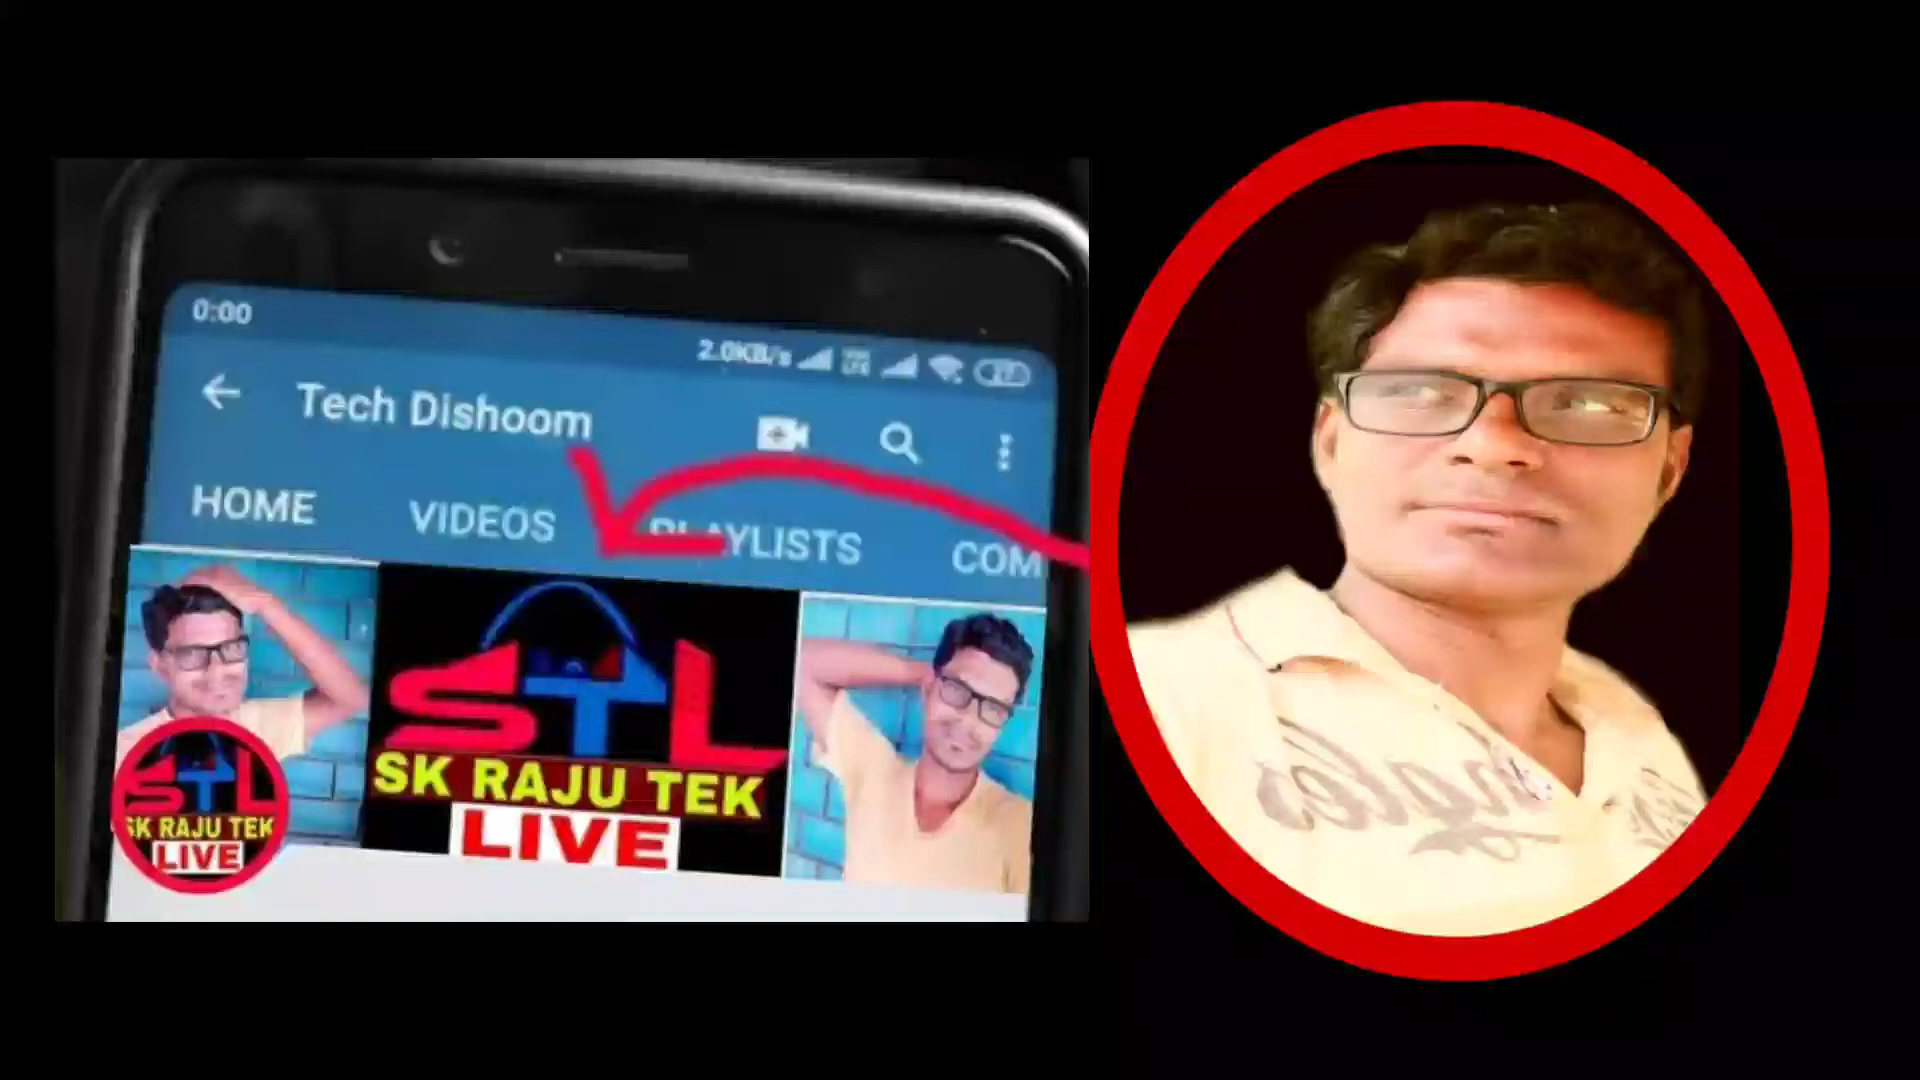 0:00
2.0KB/s
Tech Dishoom
HOME VIDEOS PLAYLISTS COM
STL
SK RAJU TEK
LIVE
STL
SK RAJU TEK
LIVE